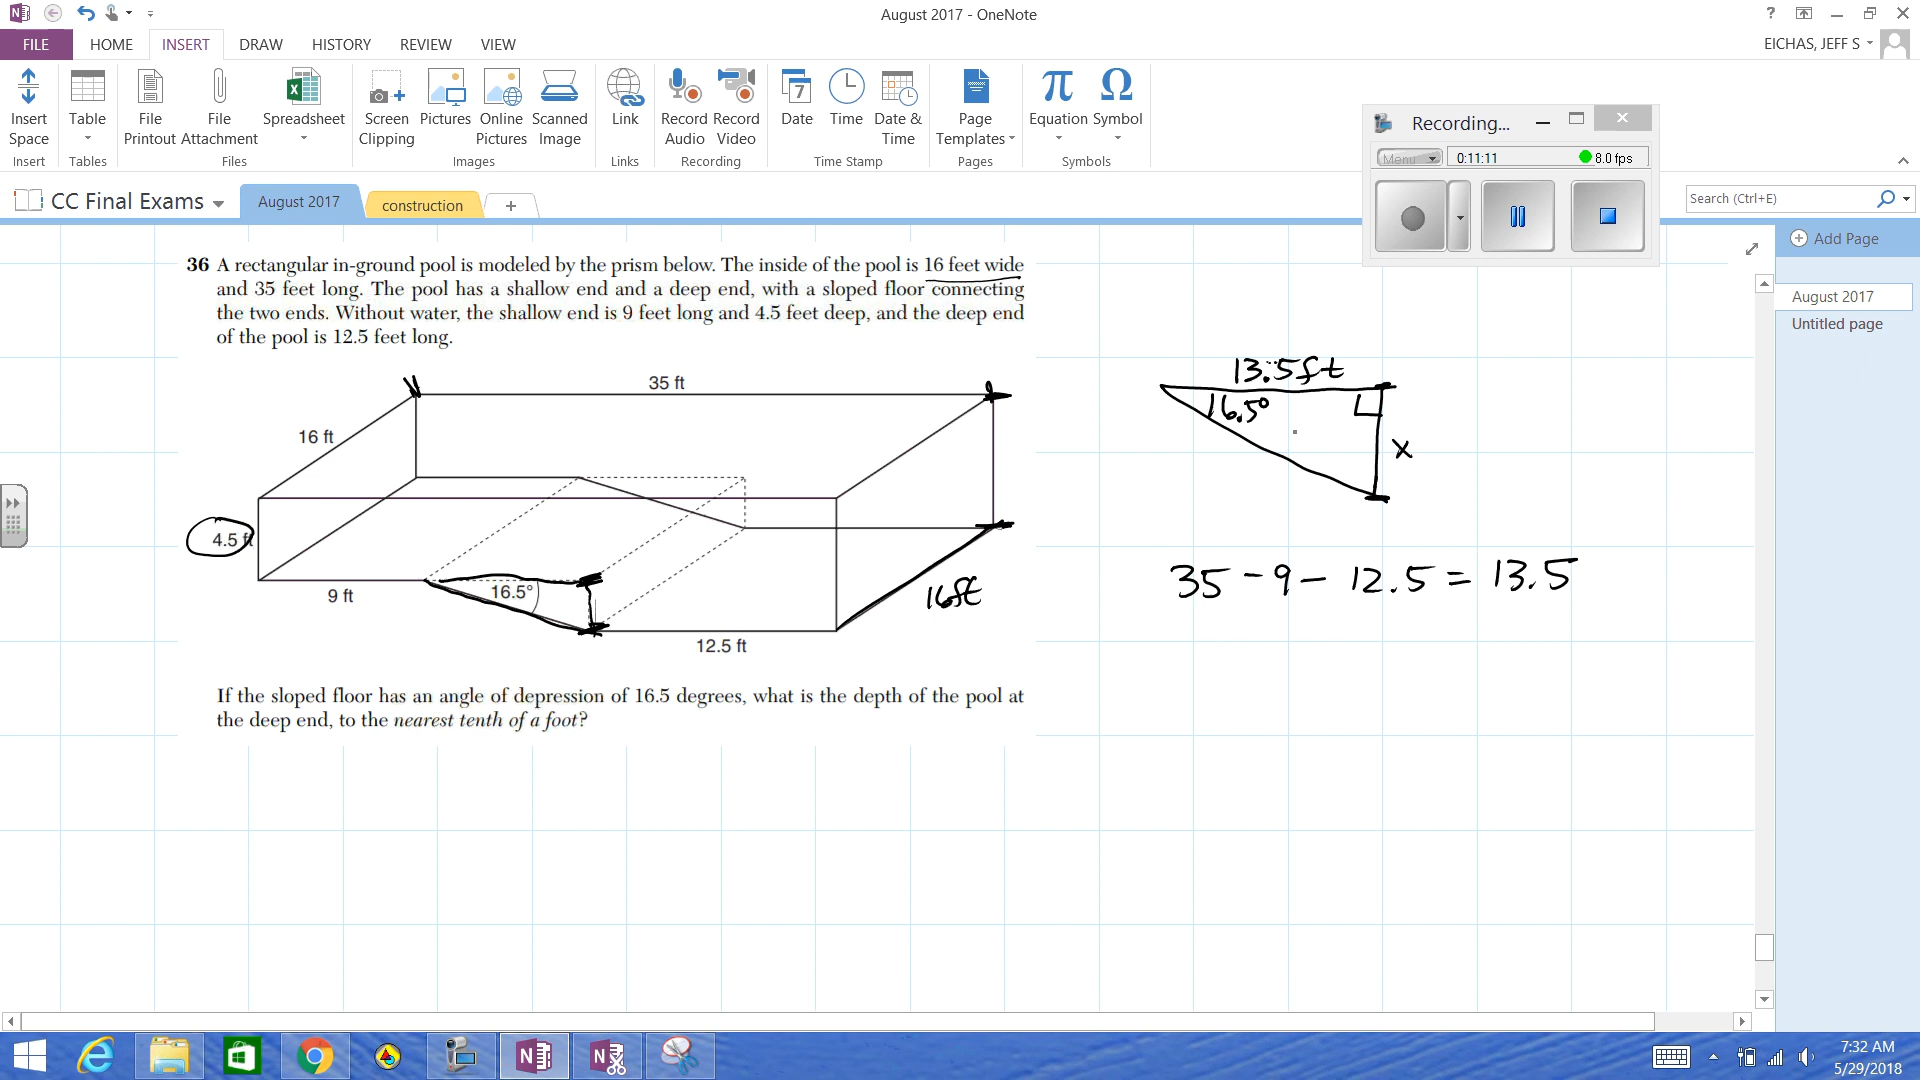 August 2017 - OneNote
FILE HOME INSERT DRAW HISTORY REVIEW VIEW
EICHAS, JEFF S
Insert Space
Table
File Printout
File Attachment
Spreadsheet
Screen Clipping
Pictures
Online Pictures
Scanned Image
Link
Record Audio
Record Video
Date
Time
Date & Time
Page Templates
Equation
Symbol
Insert Tables Files Images Links Recording Time Stamp Pages Symbols
Recording...
Menu 0:11:11 8.0 fps
CC Final Exams August 2017 construction
Search (Ctrl+E)
Add Page
August 2017
Untitled page
36 A rectangular in-ground pool is modeled by the prism below. The inside of the pool is 16 feet wide
and 35 feet long. The pool has a shallow end and a deep end, with a sloped floor connecting
the two ends. Without water, the shallow end is 9 feet long and 4.5 feet deep, and the deep end
of the pool is 12.5 feet long.
35 ft
16 ft
4.5 ft
9 ft
16.5°
12.5 ft
16ft
13.5ft
16.5°
x
35 - 9 - 12.5 = 13.5
If the sloped floor has an angle of depression of 16.5 degrees, what is the depth of the pool at
the deep end, to the nearest tenth of a foot?
7:32 AM
5/29/2018